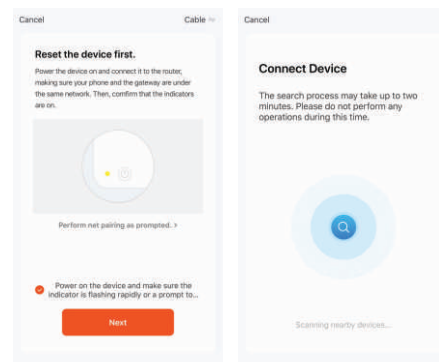 Cancel
Cable
Reset the device first.
Power the device on and connect it to the router,
making sure your phone and the gateway are under
the same network. Then, comfirm that the indicators
are on.
Perform net pairing as prompted. >
Power on the device and make sure the
indicator is flashing rapidly or a prompt to...
Next
Cancel
Connect Device
The search process may take up to two
minutes. Please do not perform any
operations during this time.
Scanning nearby devices...